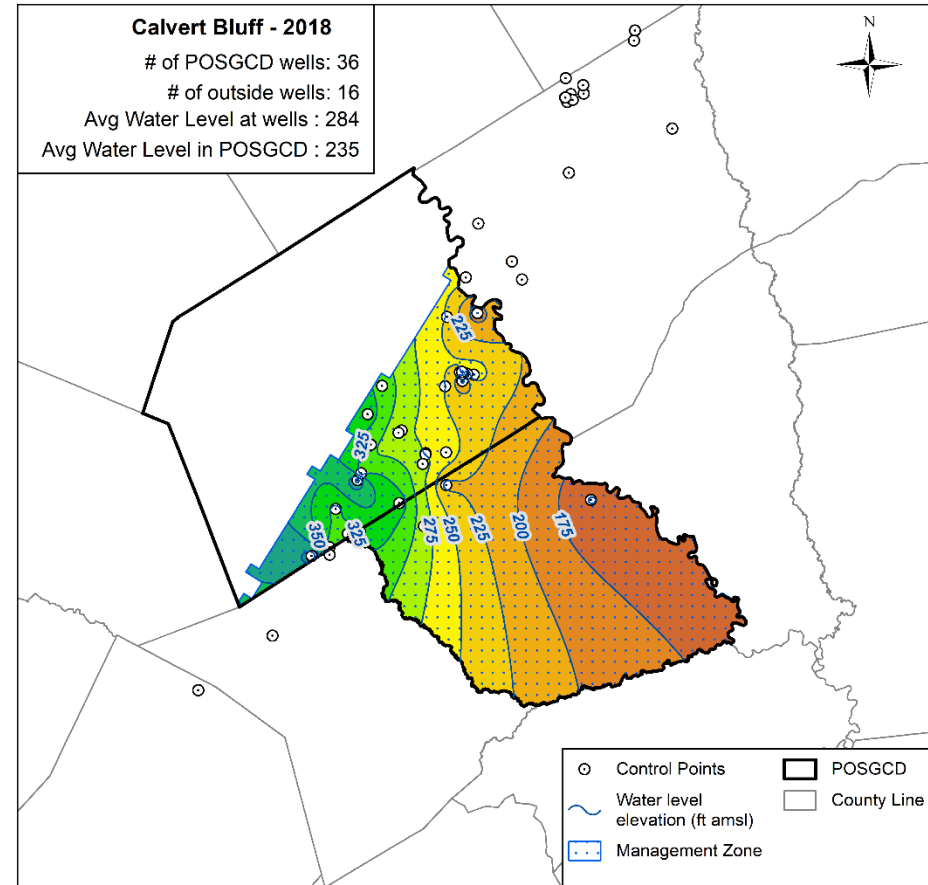 Calvert Bluff - 2018
# of POSGCD wells: 36
# of outside wells: 16
Avg Water Level at wells : 284
Avg Water Level in POSGCD : 235
N
225
325
350
325
275
250
225
200
175
Control Points
POSGCD
Water level
elevation (ft amsl)
County Line
Management Zone